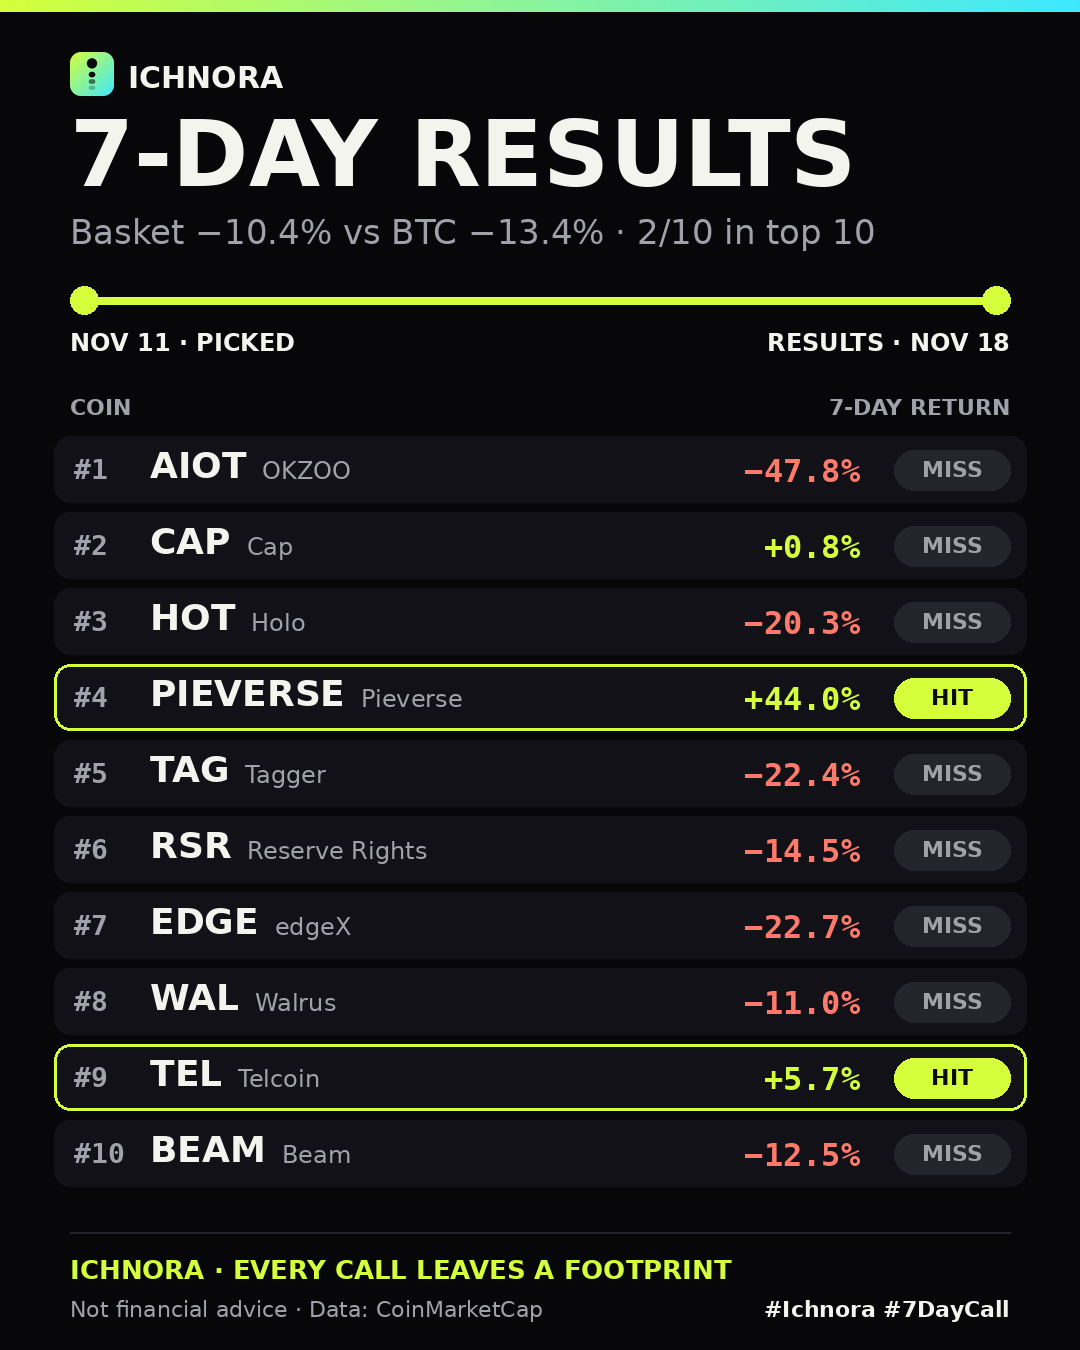 ICHNORA
7-DAY RESULTS
Basket −10.4% vs BTC −13.4% · 2/10 in top 10
NOV 11 · PICKED RESULTS · NOV 18
COIN 7-DAY RETURN
#1 AIOT OKZOO −47.8% MISS
#2 CAP Cap +0.8% MISS
#3 HOT Holo −20.3% MISS
#4 PIEVERSE Pieverse +44.0% HIT
#5 TAG Tagger −22.4% MISS
#6 RSR Reserve Rights −14.5% MISS
#7 EDGE edgeX −22.7% MISS
#8 WAL Walrus −11.0% MISS
#9 TEL Telcoin +5.7% HIT
#10 BEAM Beam −12.5% MISS
ICHNORA · EVERY CALL LEAVES A FOOTPRINT
Not financial advice · Data: CoinMarketCap #Ichnora #7DayCall